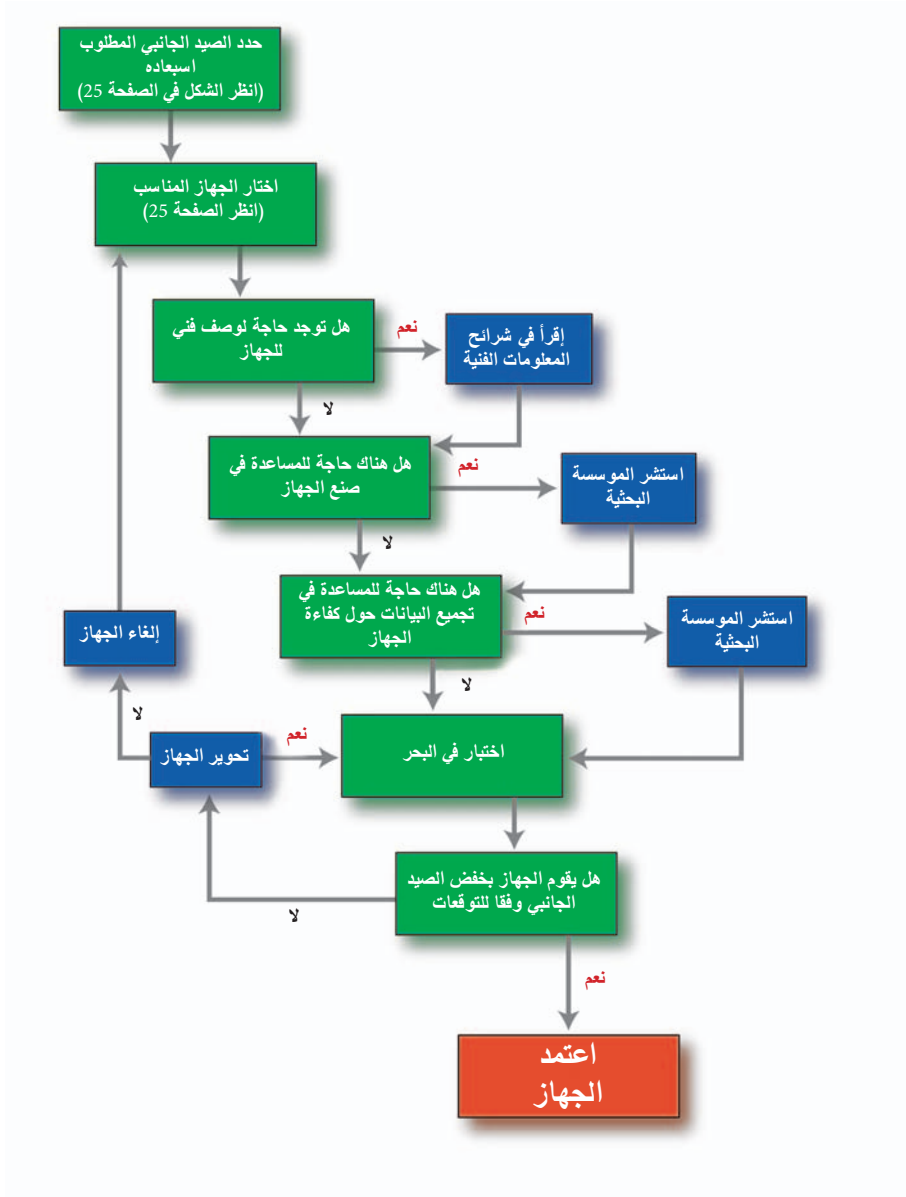 حدد الصيد الجانبي المطلوب
اسبعاده
(انظر الشكل في الصفحة 25)
اختار الجهاز المناسب
(انظر الصفحة 25)
هل توجد حاجة لوصف فني
للجهاز
نعم
إقرأ في شرائح
المعلومات الفنية
لا
هل هناك حاجة للمساعدة في
صنع الجهاز
نعم
استشر الموسسة
البحثية
لا
هل هناك حاجة للمساعدة في
تجميع البيانات حول كفاءة
الجهاز
نعم
استشر الموسسة
البحثية
إلغاء الجهاز
لا
لا
اختبار في البحر
نعم
تحوير الجهاز
هل يقوم الجهاز بخفض الصيد
الجانبي وفقا للتوقعات
لا
نعم
اعتمد
الجهاز